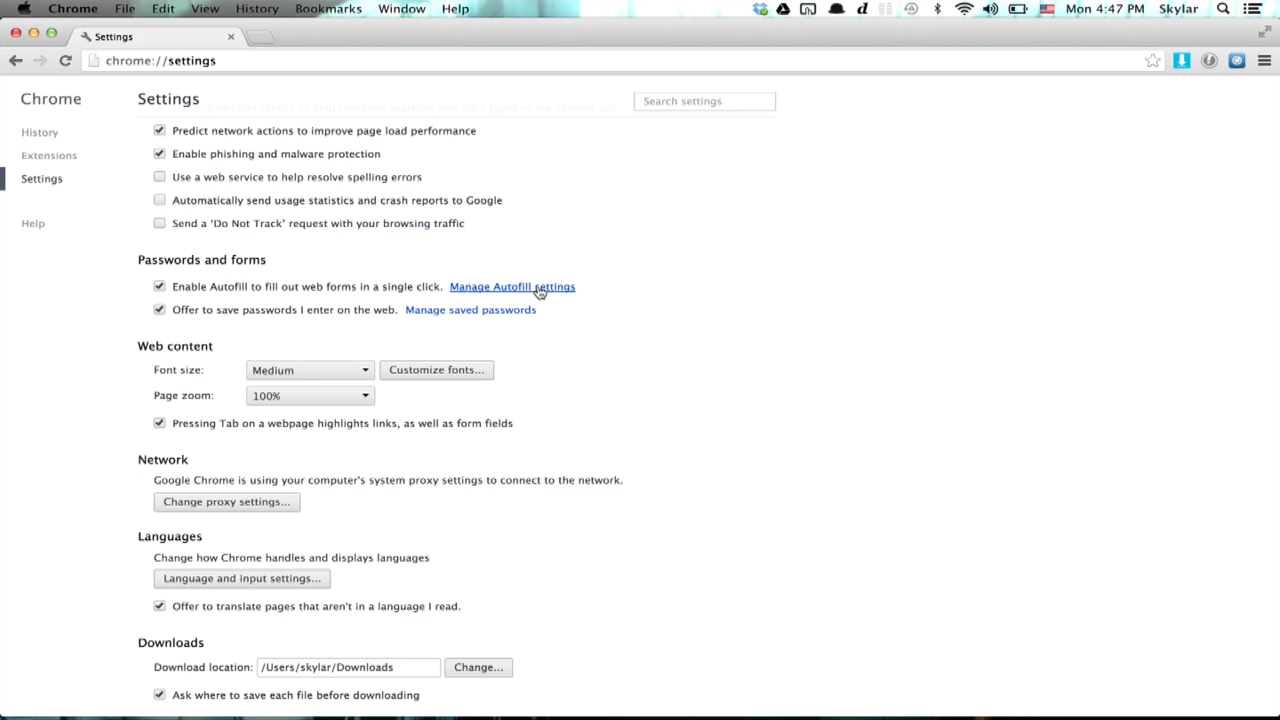 Chrome File Edit View History Bookmarks Window Help d Mon 4:47 PM Skylar
Settings
chrome://settings
Chrome
History
Extensions
Settings
Help
Settings
Search settings
Predict network actions to improve page load performance
Enable phishing and malware protection
Use a web service to help resolve spelling errors
Automatically send usage statistics and crash reports to Google
Send a 'Do Not Track' request with your browsing traffic
Passwords and forms
Enable Autofill to fill out web forms in a single click. Manage Autofill settings
Offer to save passwords I enter on the web. Manage saved passwords
Web content
Font size: Medium Customize fonts...
Page zoom: 100%
Pressing Tab on a webpage highlights links, as well as form fields
Network
Google Chrome is using your computer's system proxy settings to connect to the network.
Change proxy settings...
Languages
Change how Chrome handles and displays languages
Language and input settings...
Offer to translate pages that aren't in a language I read.
Downloads
Download location: /Users/skylar/Downloads Change...
Ask where to save each file before downloading